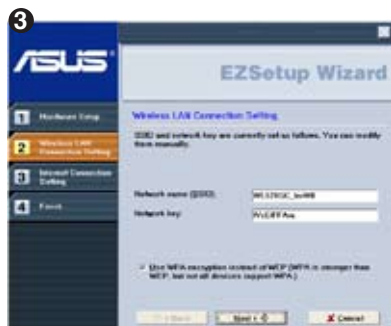 3
ASUS
EZSetup Wizard
1 Hardware Setup
2 Wireless LAN
Connection Setting
3 Internet Connection
Setting
4 Finish
Wireless LAN Connection Setting
SSID and network key are currently set as follows. You can modify
them manually.
Network name (SSID):
Network key:
Use WPA encryption instead of WEP (WPA is stronger than
WEP, but not all devices support WPA.)
< Back
Next <
Cancel